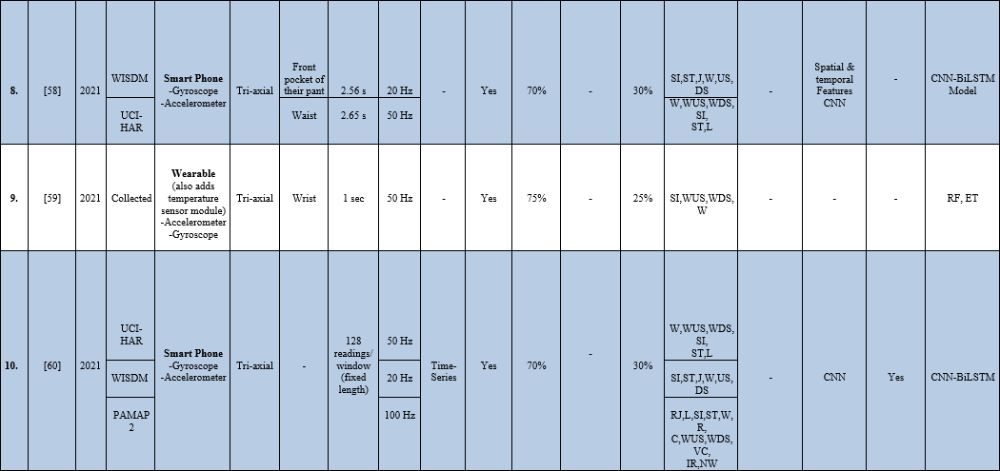 8.
[58]
2021
WISDM
UCI-
HAR
Smart Phone
-Gyroscope
-Accelerometer
Tri-axial
Front
pocket of
their pant
Waist
2.56 s
2.65 s
20 Hz
50 Hz
-
Yes
70%
-
30%
SI,ST,J,W,US,
DS
W,WUS,WDS,
SI,
ST,L
-
Spatial &
temporal
Features
CNN
-
CNN-BiLSTM
Model
9.
[59]
2021
Collected
Wearable
(also adds
temperature
sensor module)
-Accelerometer
-Gyroscope
Tri-axial
Wrist
1 sec
50 Hz
-
Yes
75%
-
25%
SI,WUS,WDS,
W
-
-
-
RF, ET
10.
[60]
2021
UCI-
HAR
WISDM
PAMAP
2
Smart Phone
-Gyroscope
-Accelerometer
Tri-axial
-
128
readings/
window
(fixed
length)
50 Hz
20 Hz
100 Hz
Time-
Series
Yes
70%
-
30%
W,WUS,WDS,
SI,
ST,L
SI,ST,J,W,US,
DS
RJ,L,SI,ST,W,
R,
C,WUS,WDS,
VC,
IR,NW
-
CNN
Yes
CNN-BiLSTM